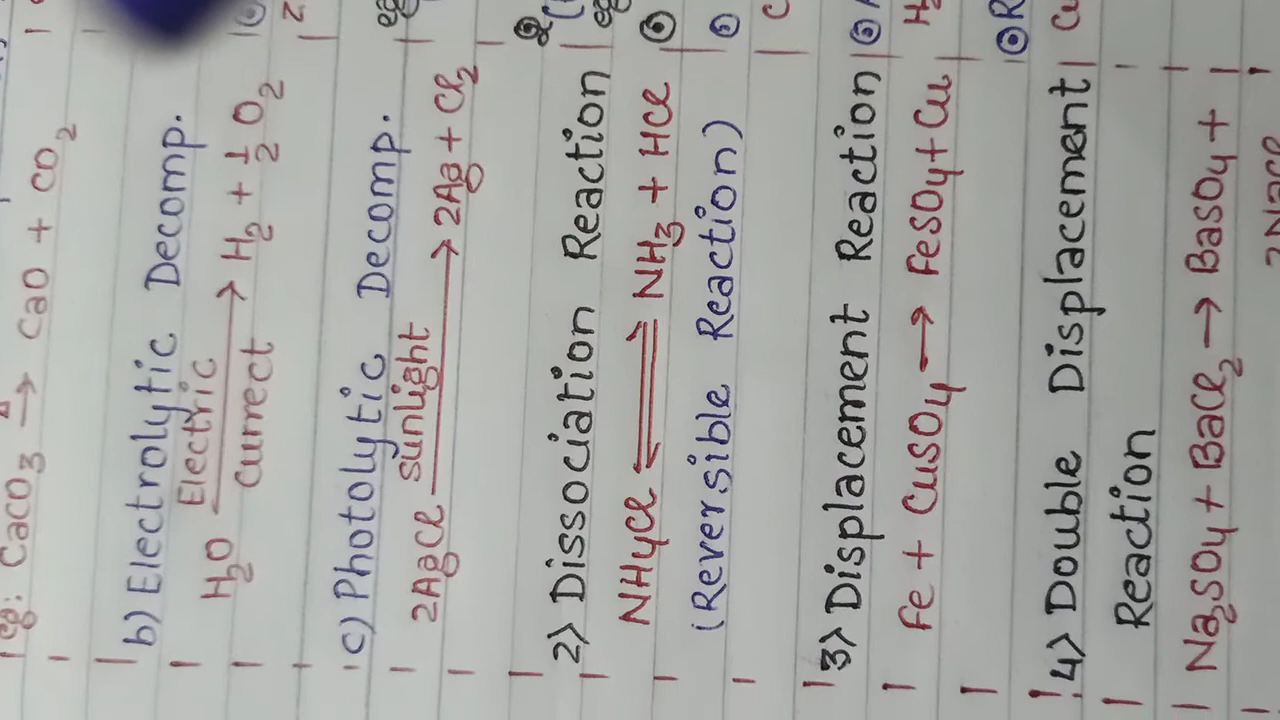 eg: CaCO3 Δ→ CaO + CO2
b) Electrolytic Decomp.
H2O Electric currect → H2 + 1/2 O2
c) Photolytic Decomp.
2AgCl sunlight → 2Ag + Cl2
2> Dissociation Reaction
NH4Cl ⇌ NH3 + HCl
(Reversible Reaction)
3> Displacement Reaction
Fe + CuSO4 → FeSO4 + Cu
4> Double Displacement
Reaction
Na2SO4 + BaCl2 → BaSO4 +
2NaCl